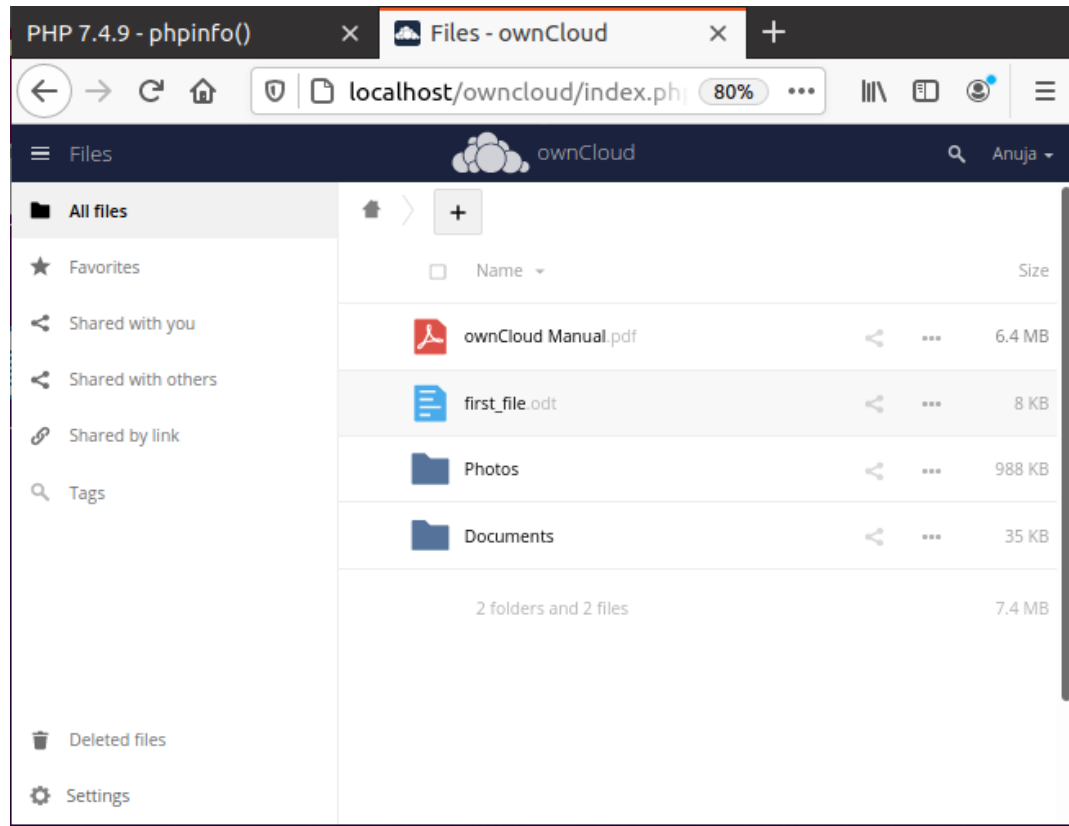 PHP 7.4.9 - phpinfo()
Files - ownCloud
localhost/owncloud/index.ph 80%
Files
ownCloud
Anuja
All files
Favorites
Shared with you
Shared with others
Shared by link
Tags
Deleted files
Settings
Name Size
ownCloud Manual.pdf 6.4 MB
first_file.odt 8 KB
Photos 988 KB
Documents 35 KB
2 folders and 2 files 7.4 MB